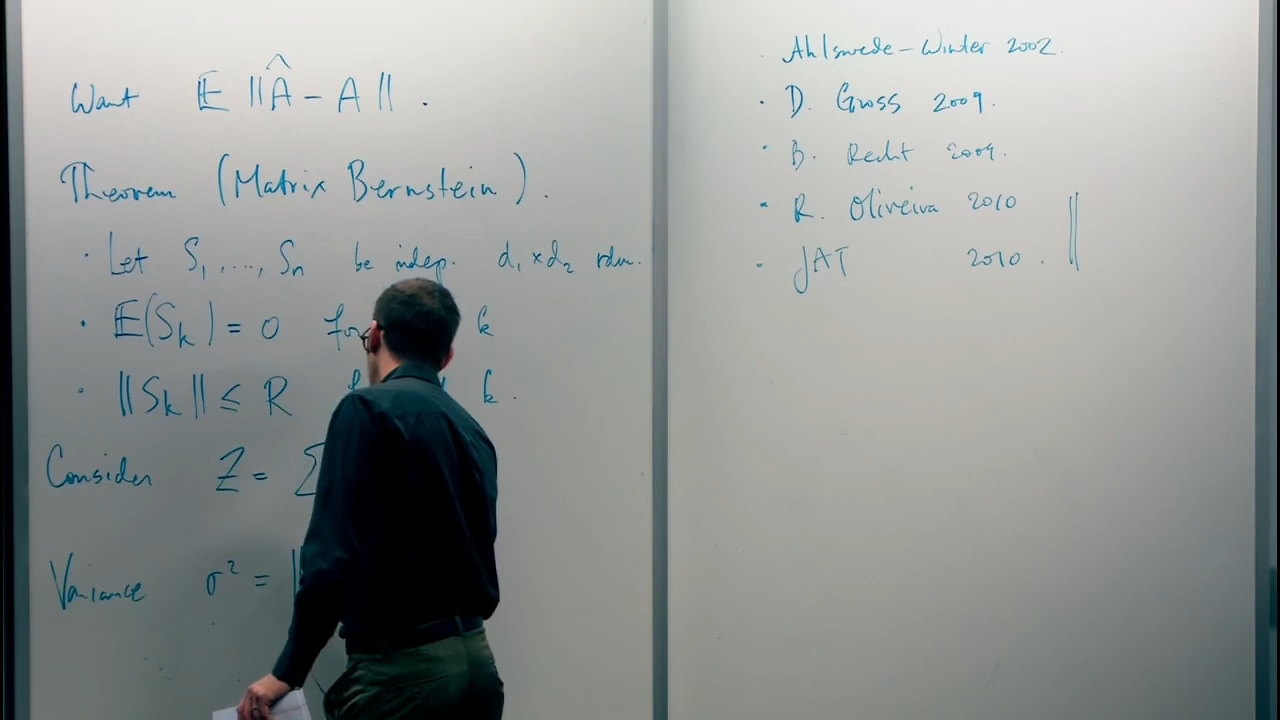 Want E ‖Â − A‖ .
Theorem (Matrix Bernstein).
· Let S₁, ..., Sₙ be indep. d₁ × d₂ rdm.
· E(Sₖ) = 0 k
· ‖Sₖ‖ ≤ R k .
Consider Z = Σ
Variance σ² = ‖
· Ahlswede – Winter 2002.
· D. Gross 2009.
· B. Recht 2009.
· R. Oliveira 2010
· JAT 2010.